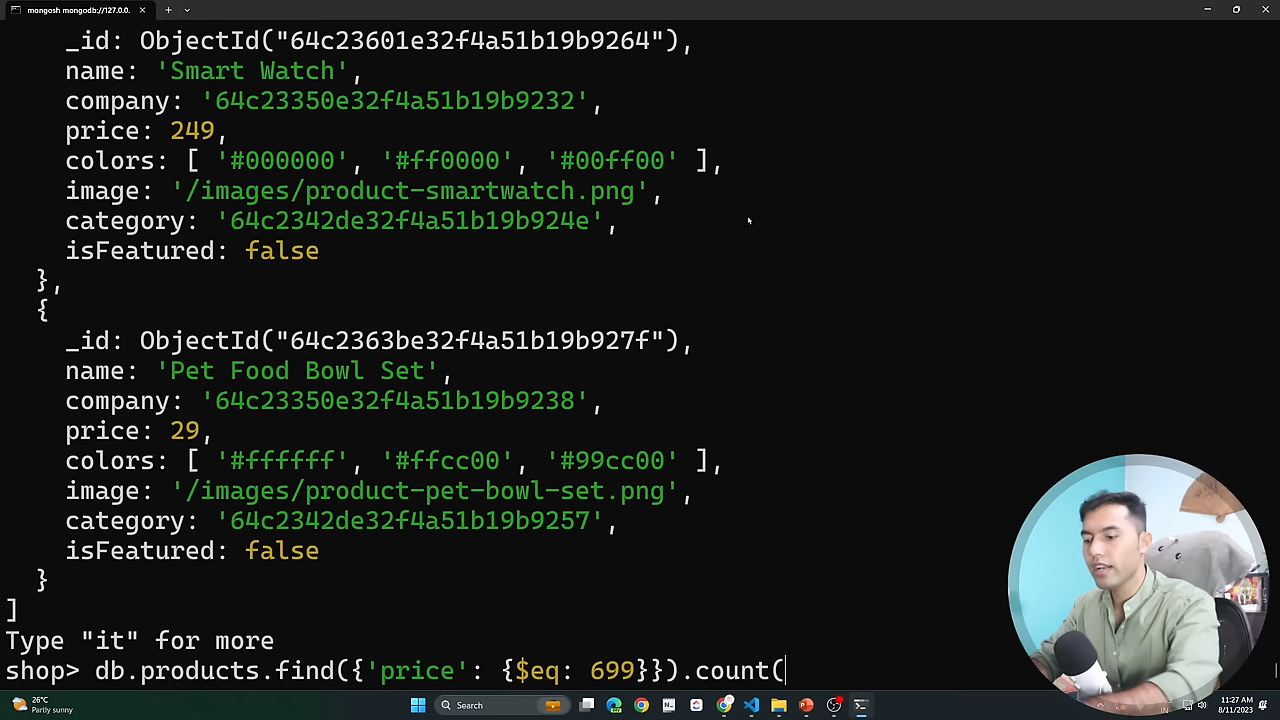 mongosh mongodb://127.0.0.
_id: ObjectId("64c23601e32f4a51b19b9264"),
name: 'Smart Watch',
company: '64c23350e32f4a51b19b9232',
price: 249,
colors: [ '#000000', '#ff0000', '#00ff00' ],
image: '/images/product-smartwatch.png',
category: '64c2342de32f4a51b19b924e',
isFeatured: false
},
{
_id: ObjectId("64c2363be32f4a51b19b927f"),
name: 'Pet Food Bowl Set',
company: '64c23350e32f4a51b19b9238',
price: 29,
colors: [ '#ffffff', '#ffcc00', '#99cc00' ],
image: '/images/product-pet-bowl-set.png',
category: '64c2342de32f4a51b19b9257',
isFeatured: false
}
]
Type "it" for more
shop> db.products.find({'price': {$eq: 699}}).count(
26°C
Partly sunny
Search
IN
11:27 AM
8/11/2023